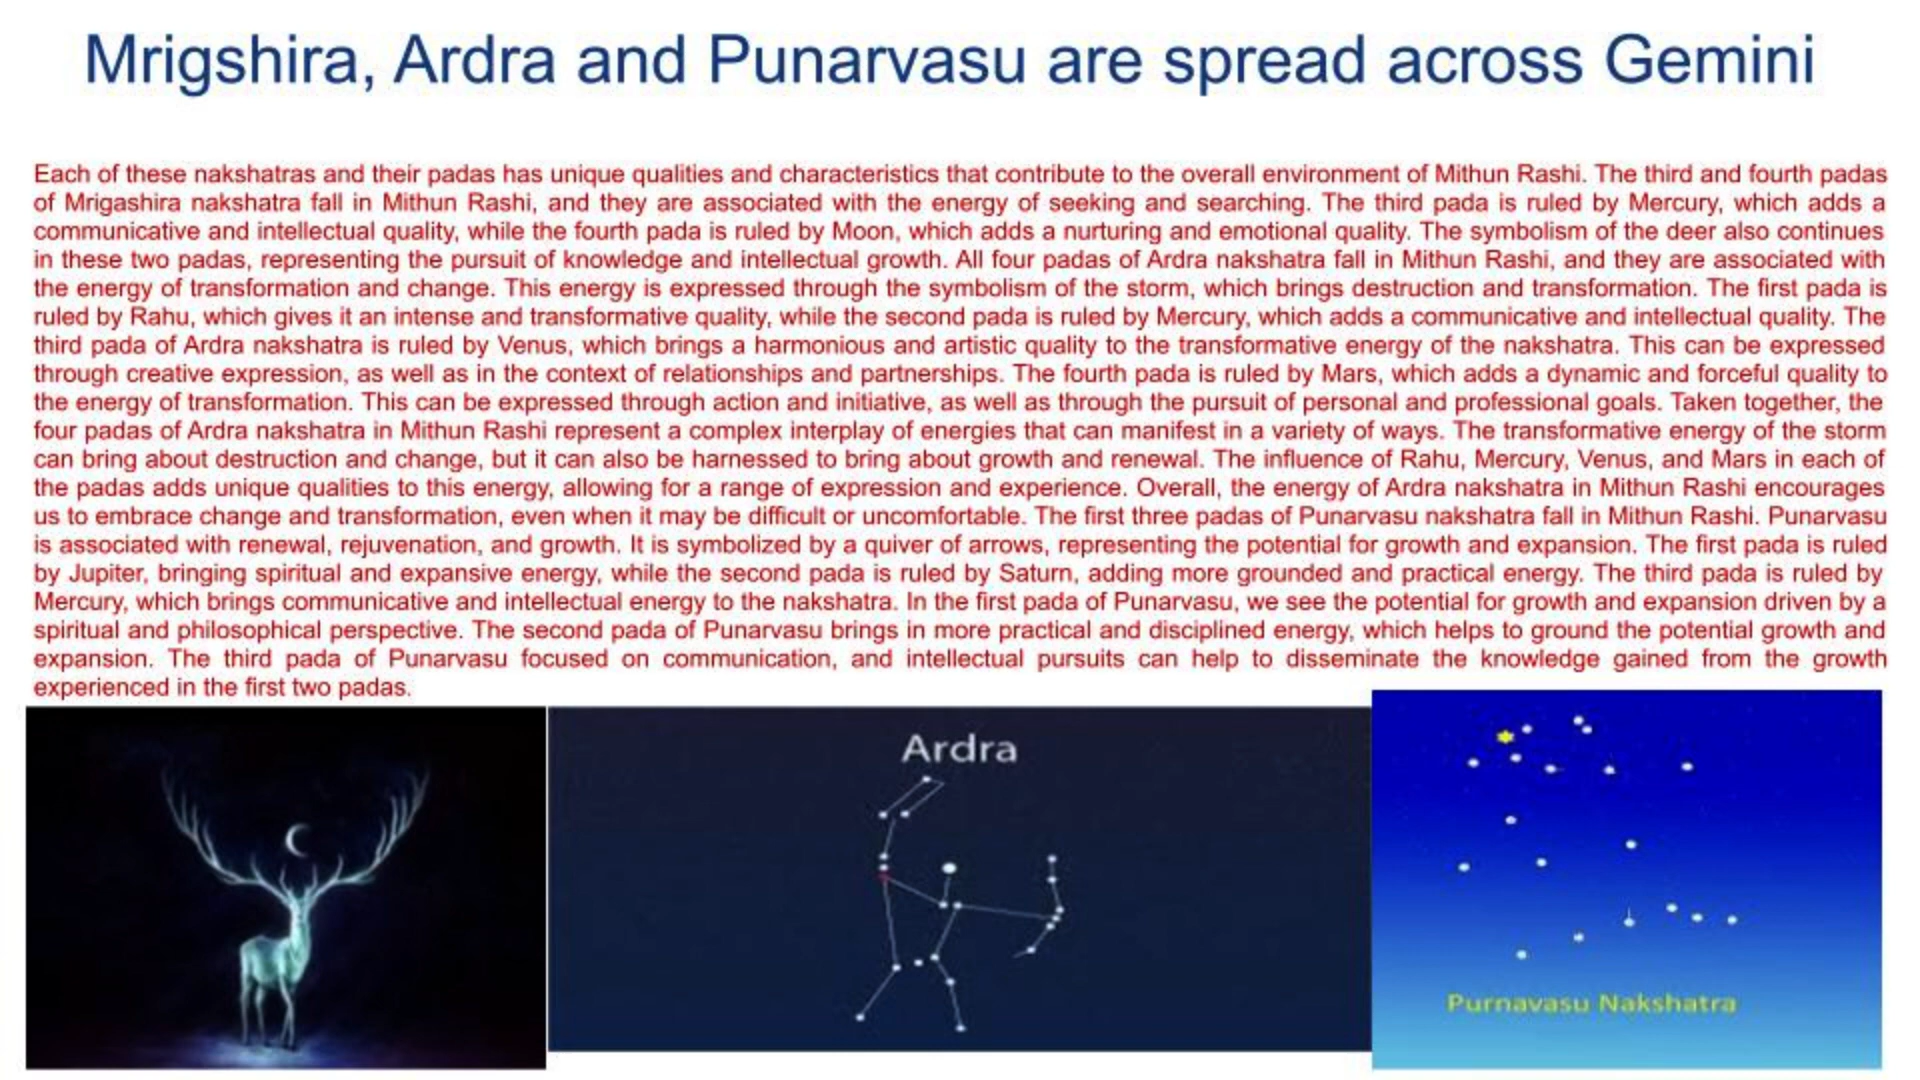 Mrigshira, Ardra and Punarvasu are spread across Gemini
Each of these nakshatras and their padas has unique qualities and characteristics that contribute to the overall environment of Mithun Rashi. The third and fourth padas
of Mrigashira nakshatra fall in Mithun Rashi, and they are associated with the energy of seeking and searching. The third pada is ruled by Mercury, which adds a
communicative and intellectual quality, while the fourth pada is ruled by Moon, which adds a nurturing and emotional quality. The symbolism of the deer also continues
in these two padas, representing the pursuit of knowledge and intellectual growth. All four padas of Ardra nakshatra fall in Mithun Rashi, and they are associated with
the energy of transformation and change. This energy is expressed through the symbolism of the storm, which brings destruction and transformation. The first pada is
ruled by Rahu, which gives it an intense and transformative quality, while the second pada is ruled by Mercury, which adds a communicative and intellectual quality. The
third pada of Ardra nakshatra is ruled by Venus, which brings a harmonious and artistic quality to the transformative energy of the nakshatra. This can be expressed
through creative expression, as well as in the context of relationships and partnerships. The fourth pada is ruled by Mars, which adds a dynamic and forceful quality to
the energy of transformation. This can be expressed through action and initiative, as well as through the pursuit of personal and professional goals. Taken together, the
four padas of Ardra nakshatra in Mithun Rashi represent a complex interplay of energies that can manifest in a variety of ways. The transformative energy of the storm
can bring about destruction and change, but it can also be harnessed to bring about growth and renewal. The influence of Rahu, Mercury, Venus, and Mars in each of
the padas adds unique qualities to this energy, allowing for a range of expression and experience. Overall, the energy of Ardra nakshatra in Mithun Rashi encourages
us to embrace change and transformation, even when it may be difficult or uncomfortable. The first three padas of Punarvasu nakshatra fall in Mithun Rashi. Punarvasu
is associated with renewal, rejuvenation, and growth. It is symbolized by a quiver of arrows, representing the potential for growth and expansion. The first pada is ruled
by Jupiter, bringing spiritual and expansive energy, while the second pada is ruled by Saturn, adding more grounded and practical energy. The third pada is ruled by
Mercury, which brings communicative and intellectual energy to the nakshatra. In the first pada of Punarvasu, we see the potential for growth and expansion driven by a
spiritual and philosophical perspective. The second pada of Punarvasu brings in more practical and disciplined energy, which helps to ground the potential growth and
expansion. The third pada of Punarvasu focused on communication, and intellectual pursuits can help to disseminate the knowledge gained from the growth
experienced in the first two padas.
Ardra
Purnavasu Nakshatra